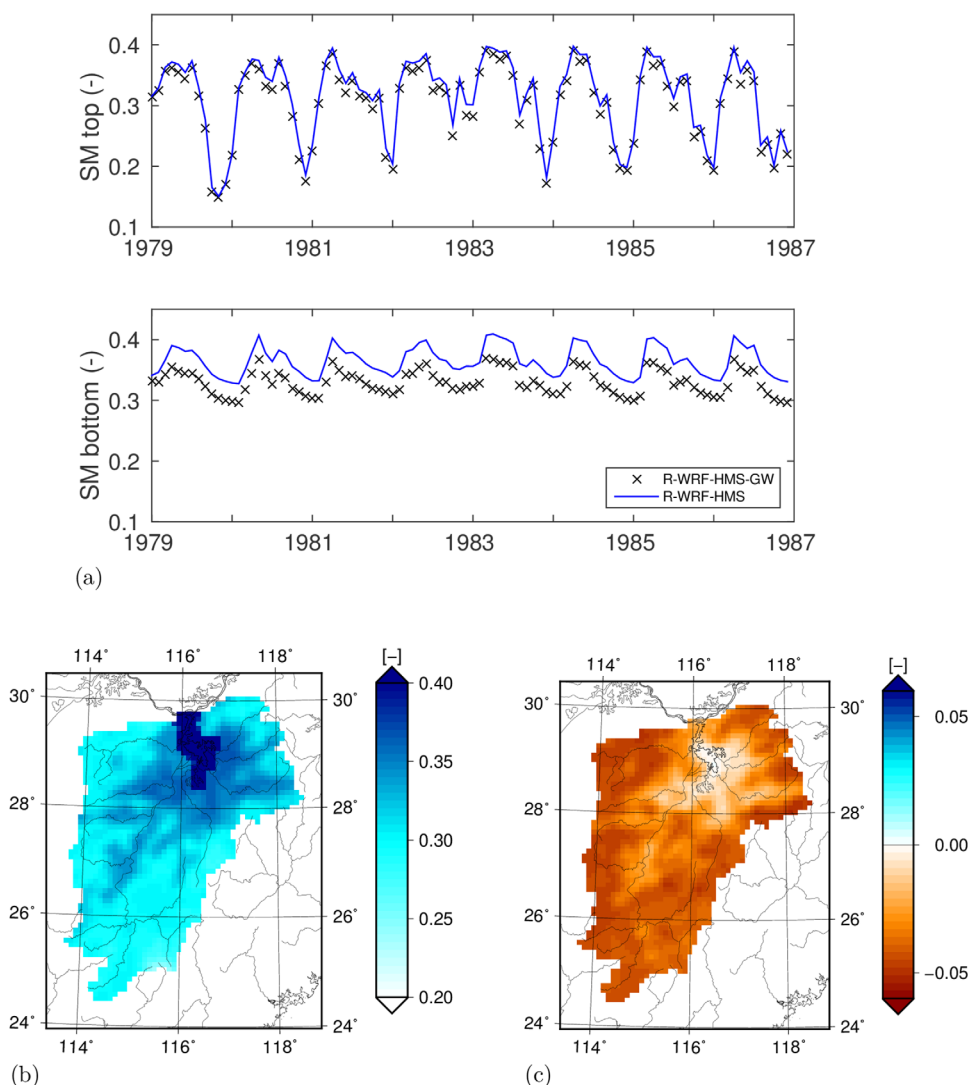 0.4
0.3
0.2
0.1
SM top (-)
1979 1981 1983 1985 1987
0.4
0.3
0.2
0.1
SM bottom (-)
R-WRF-HMS-GW
R-WRF-HMS
1979 1981 1983 1985 1987
(a)
114° 116° 118°
30° 30°
28° 28°
26° 26°
24° 24°
114° 116° 118°
[–]
0.40
0.35
0.30
0.25
0.20
(b)
114° 116° 118°
30° 30°
28° 28°
26° 26°
24° 24°
114° 116° 118°
[–]
0.05
0.00
−0.05
(c)